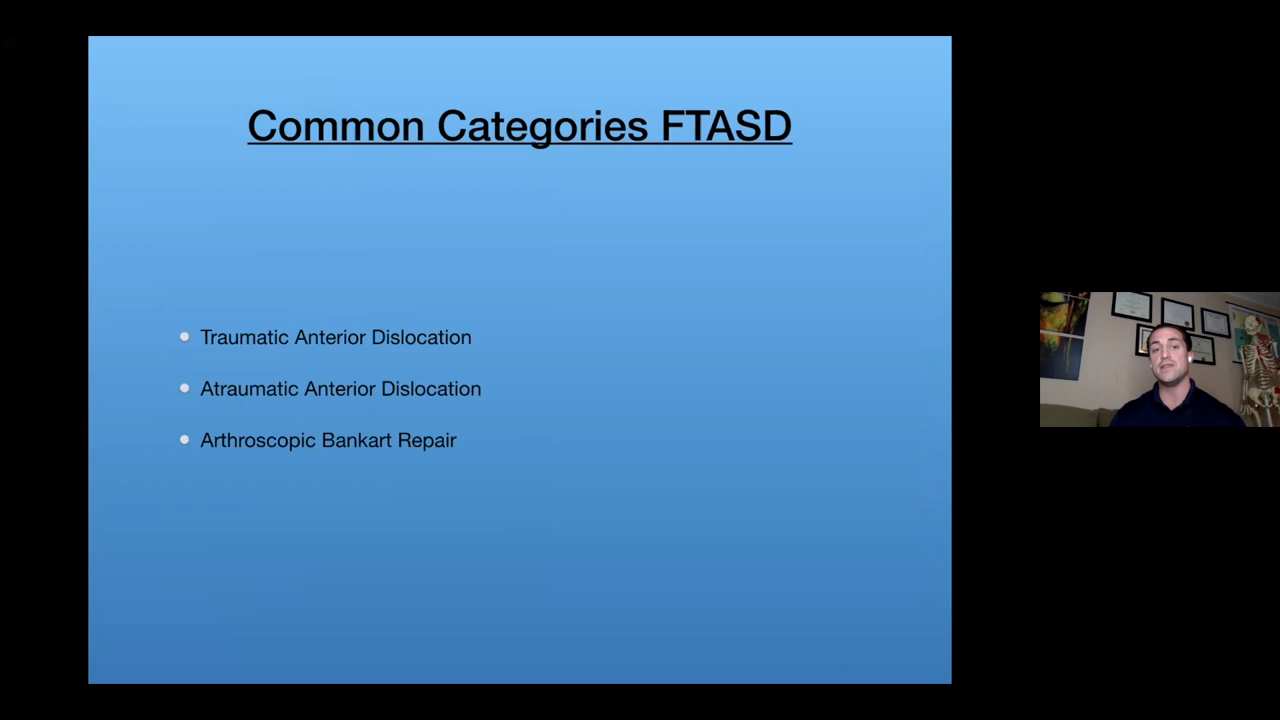 Common Categories FTASD
Traumatic Anterior Dislocation
Atraumatic Anterior Dislocation
Arthroscopic Bankart Repair